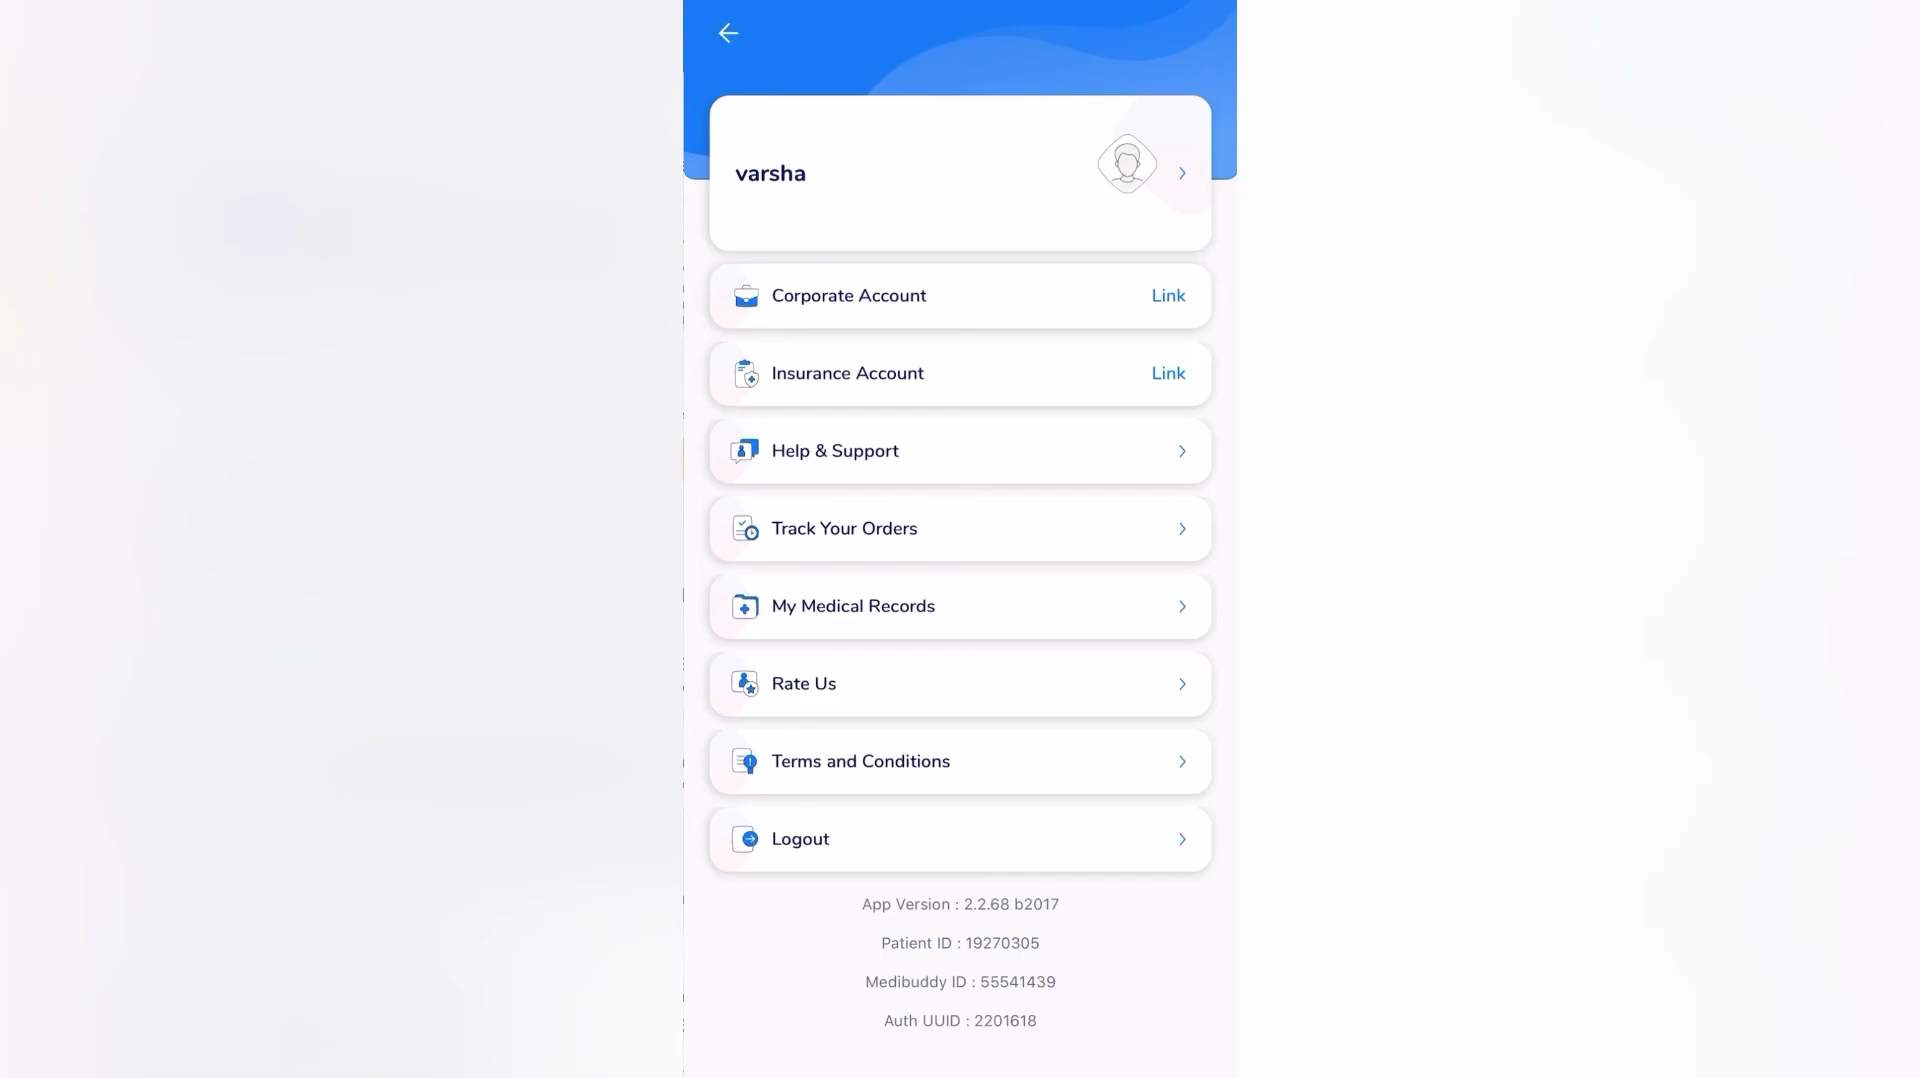 varsha
Corporate Account Link
Insurance Account Link
Help & Support
Track Your Orders
My Medical Records
Rate Us
Terms and Conditions
Logout
App Version : 2.2.68 b2017
Patient ID : 19270305
Medibuddy ID : 55541439
Auth UUID : 2201618